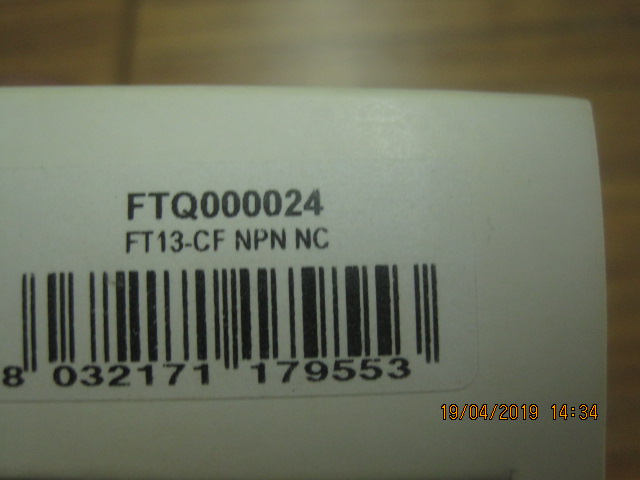 FTQ000024
FT13-CF NPN NC
8 032171 179553
19/04/2019 14:34